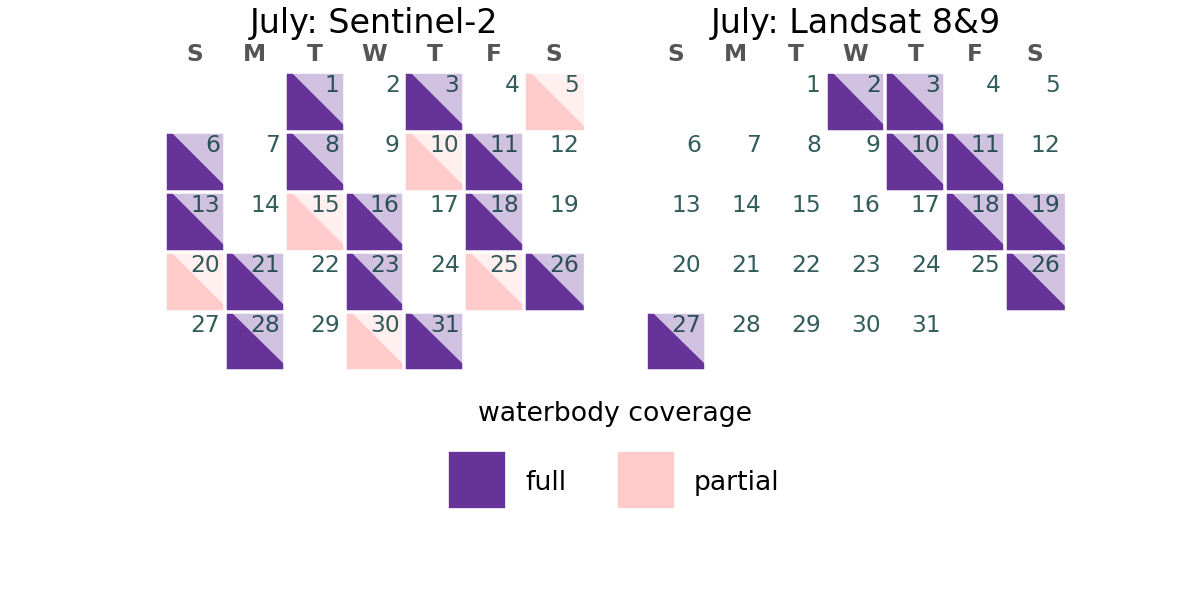 July: Sentinel-2
S M T W T F S
1 2 3 4 5
6 7 8 9 10 11 12
13 14 15 16 17 18 19
20 21 22 23 24 25 26
27 28 29 30 31
July: Landsat 8&9
S M T W T F S
1 2 3 4 5
6 7 8 9 10 11 12
13 14 15 16 17 18 19
20 21 22 23 24 25 26
27 28 29 30 31
waterbody coverage
full partial